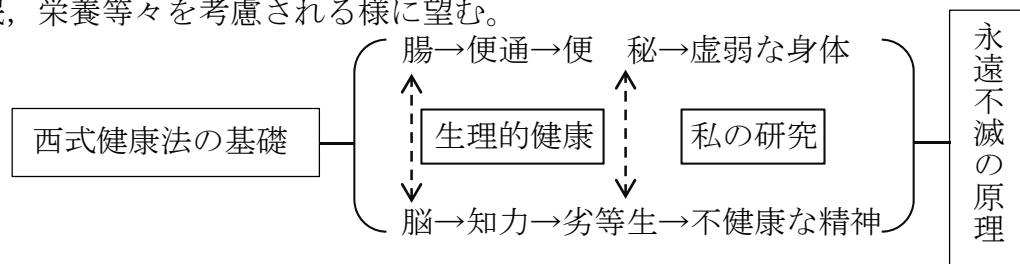 ，栄養等々を考慮される様に望む。
腸→便通→便　秘→虚弱な身体
西式健康法の基礎
生理的健康
私の研究
脳→知力→劣等生→不健康な精神
永遠不滅の原理